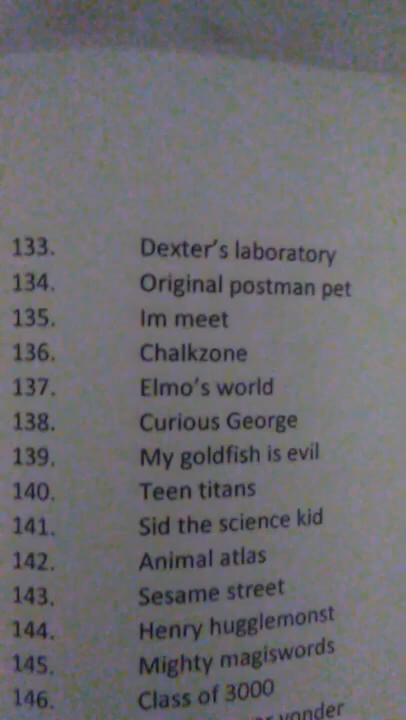 133. Dexter's laboratory
134. Original postman pet
135. Im meet
136. Chalkzone
137. Elmo's world
138. Curious George
139. My goldfish is evil
140. Teen titans
141. Sid the science kid
142. Animal atlas
143. Sesame street
144. Henry hugglemonst
145. Mighty magiswords
146. Class of 3000
yonder